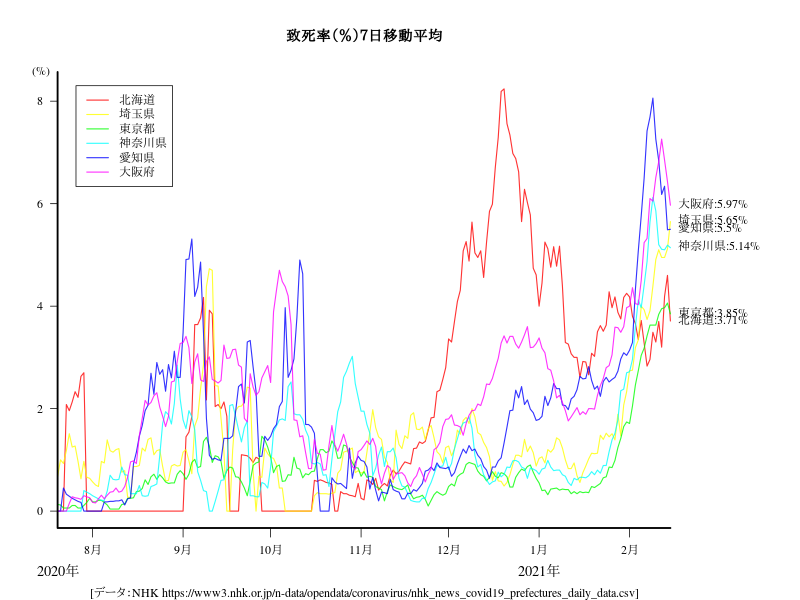 致死率(%)7日移動平均
(%)
8
6
4
2
0
北海道
埼玉県
東京都
神奈川県
愛知県
大阪府
大阪府:5.97%
埼玉県:5.65%
愛知県:5.5%
神奈川県:5.14%
東京都:3.85%
北海道:3.71%
8月 9月 10月 11月 12月 1月 2月
2020年 2021年
[データ:NHK https://www3.nhk.or.jp/n-data/opendata/coronavirus/nhk_news_covid19_prefectures_daily_data.csv]